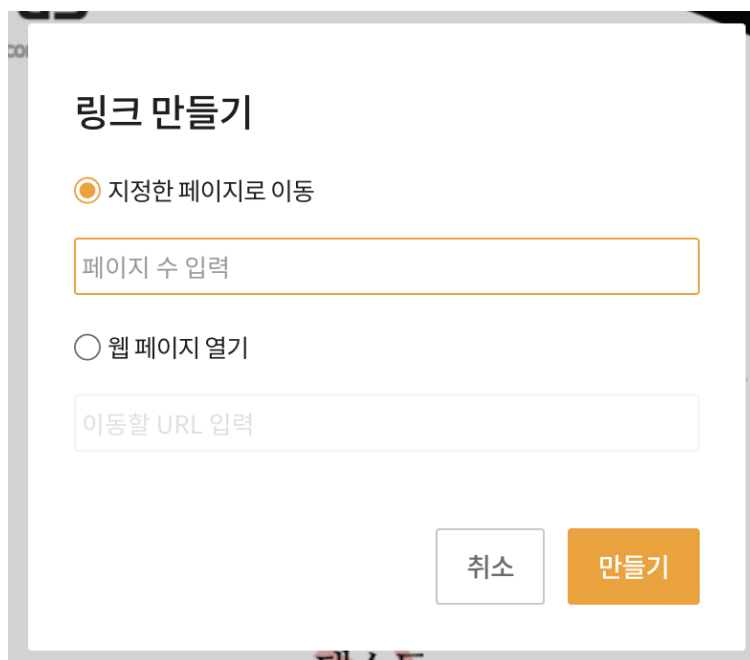 링크 만들기
지정한 페이지로 이동
페이지 수 입력
웹 페이지 열기
이동할 URL 입력
취소
만들기